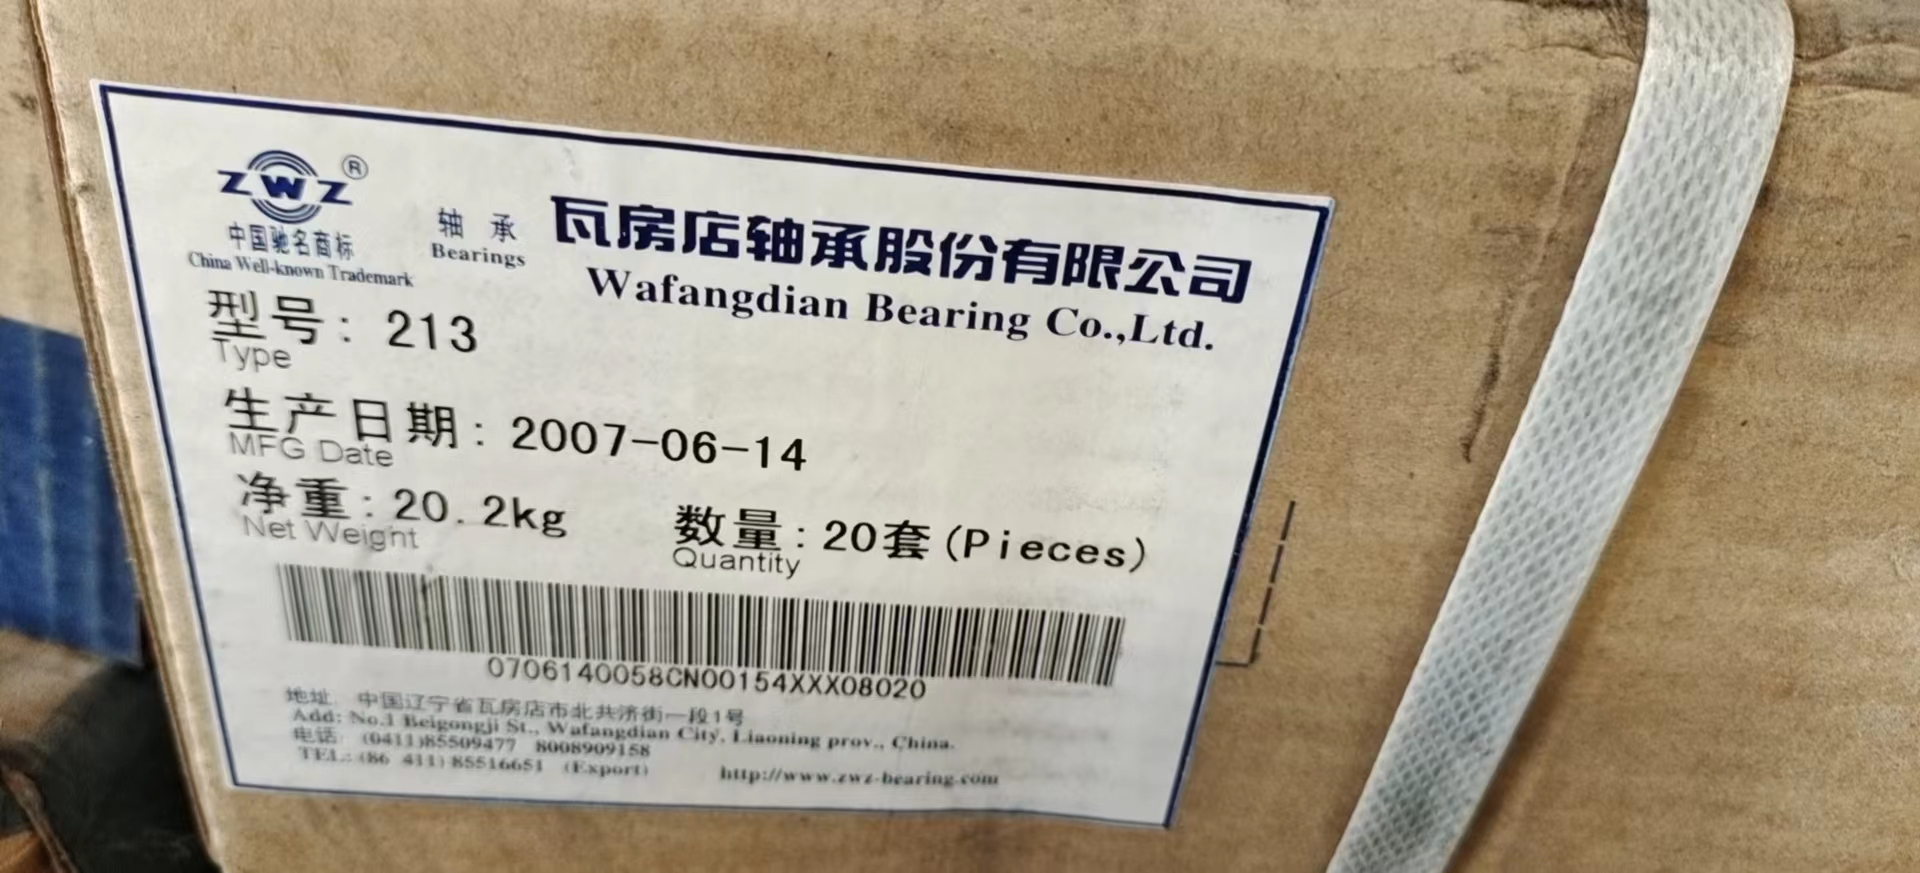 ZWZ®
中国驰名商标
China Well-known Trademark
轴承
Bearings
瓦房店轴承股份有限公司
Wafangdian Bearing Co.,Ltd.
型号: 213
Type
生产日期: 2007-06-14
MFG Date
净重: 20.2kg
Net Weight
数量: 20套(Pieces)
Quantity
0706140058CN00154XXX08020
地址: 中国辽宁省瓦房店市北共济街一段1号
Add: No.1 Beigongji St., Wafangdian City, Liaoning prov., China.
电话: (0411)85509477 8008909158
TEL.: (86 411) 85516651 (Export)
http://www.zwz-bearing.com